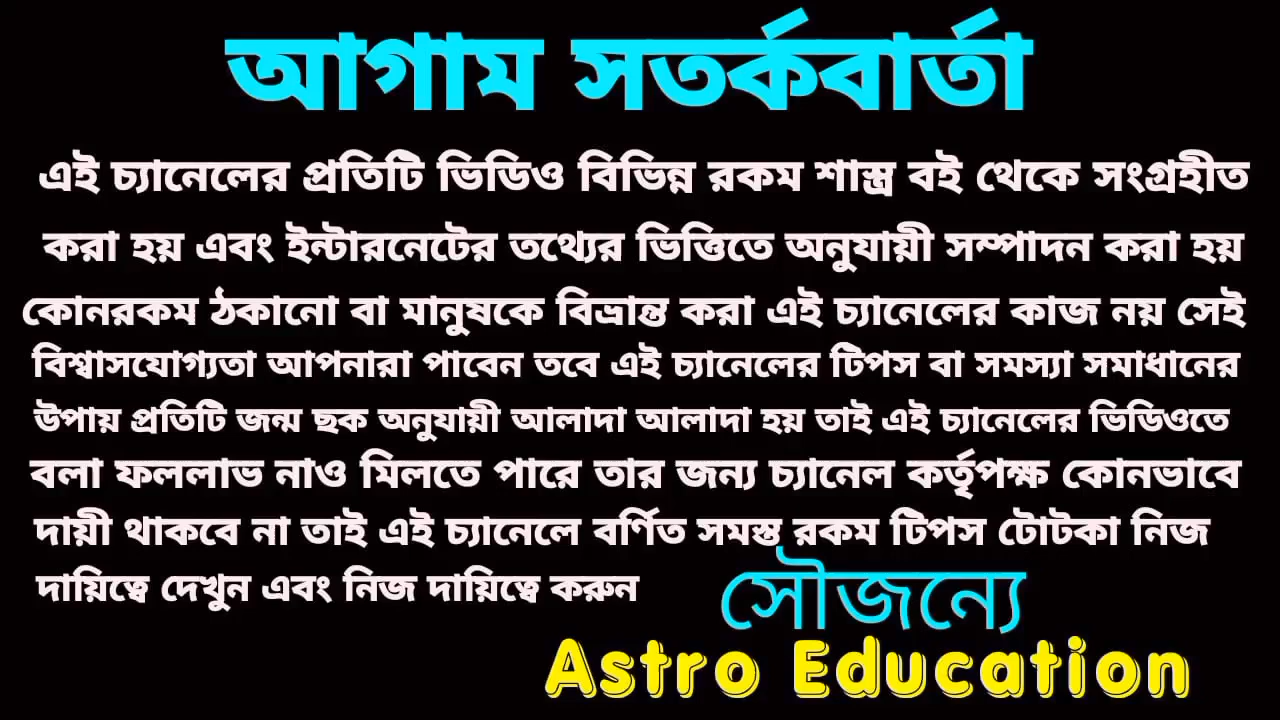 আগাম সতর্কবার্তা
এই চ্যানেলের প্রতিটি ভিডিও বিভিন্ন রকম শাস্ত্র বই থেকে সংগ্রহীত
করা হয় এবং ইন্টারনেটের তথ্যের ভিত্তিতে অনুযায়ী সম্পাদন করা হয়
কোনরকম ঠকানো বা মানুষকে বিভ্রান্ত করা এই চ্যানেলের কাজ নয় সেই
বিশ্বাসযোগ্যতা আপনারা পাবেন তবে এই চ্যানেলের টিপস বা সমস্যা সমাধানের
উপায় প্রতিটি জন্ম ছক অনুযায়ী আলাদা আলাদা হয় তাই এই চ্যানেলের ভিডিওতে
বলা ফললাভ নাও মিলতে পারে তার জন্য চ্যানেল কর্তৃপক্ষ কোনভাবে
দায়ী থাকবে না তাই এই চ্যানেলে বর্ণিত সমস্ত রকম টিপস টোটকা নিজ
দায়িত্বে দেখুন এবং নিজ দায়িত্বে করুন
সৌজন্যে
Astro Education